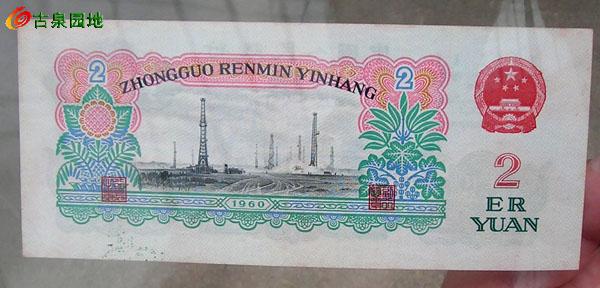 古泉园地
2
ZHONGGUO RENMIN YINHANG
2
2
ER
YUAN
1960